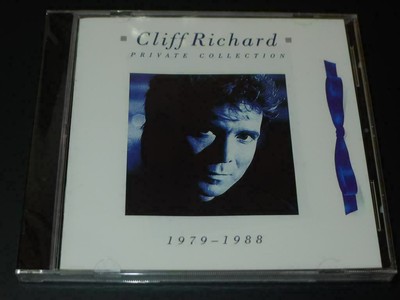 Cliff Richard
PRIVATE COLLECTION
1979-1988